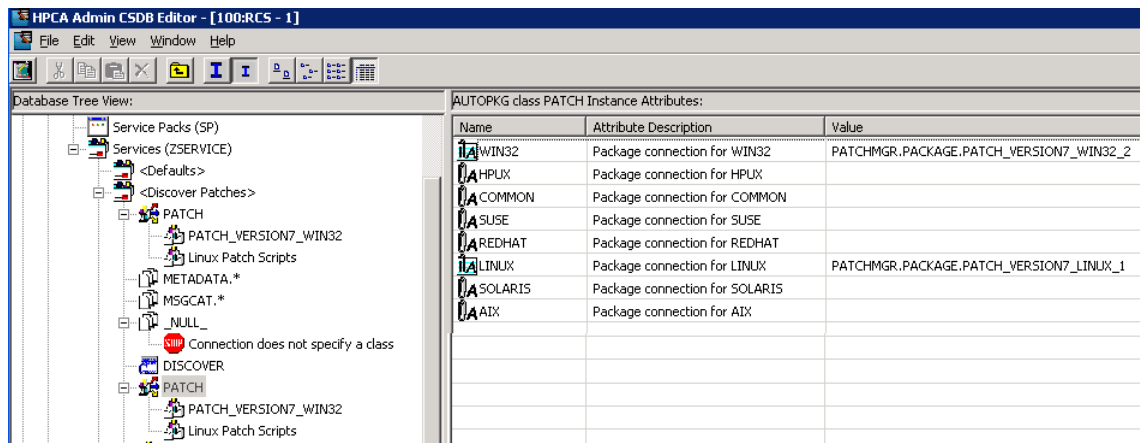 HPCA Admin CSDB Editor - [100:RCS - 1]
File Edit View Window Help
Database Tree View:
Service Packs (SP)
Services (ZSERVICE)
<Defaults>
<Discover Patches>
PATCH
PATCH_VERSION7_WIN32
Linux Patch Scripts
METADATA.*
MSGCAT.*
_NULL_
STOP Connection does not specify a class
DISCOVER
PATCH
PATCH_VERSION7_WIN32
Linux Patch Scripts
AUTOPKG class PATCH Instance Attributes:
Name Attribute Description Value
WIN32 Package connection for WIN32 PATCHMGR.PACKAGE.PATCH_VERSION7_WIN32_2
HPUX Package connection for HPUX
COMMON Package connection for COMMON
SUSE Package connection for SUSE
REDHAT Package connection for REDHAT
LINUX Package connection for LINUX PATCHMGR.PACKAGE.PATCH_VERSION7_LINUX_1
SOLARIS Package connection for SOLARIS
AIX Package connection for AIX